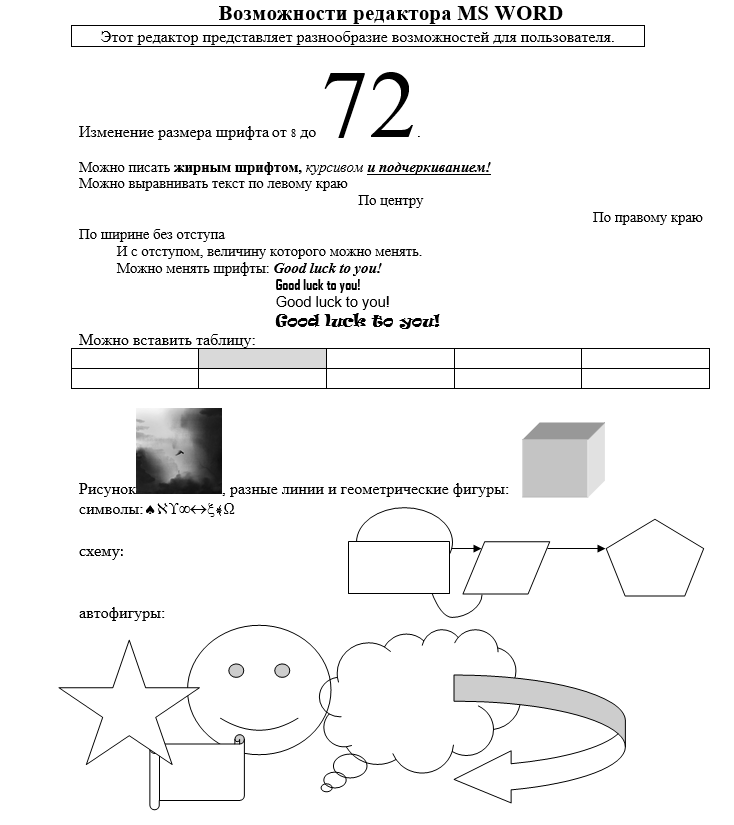 Возможности редактора MS WORD
Этот редактор представляет разнообразие возможностей для пользователя.
Изменение размера шрифта от 8 до 72.
Можно писать жирным шрифтом, курсивом и подчеркиванием!
Можно выравнивать текст по левому краю
По центру
По правому краю
По ширине без отступа
И с отступом, величину которого можно менять.
Можно менять шрифты: Good luck to you!
Good luck to you!
Good luck to you!
Good luck to you!
Можно вставить таблицу:
Рисунок, разные линии и геометрические фигуры:
символы:♠ℵϒ∞↔ξ Ω
схему:
автофигуры: